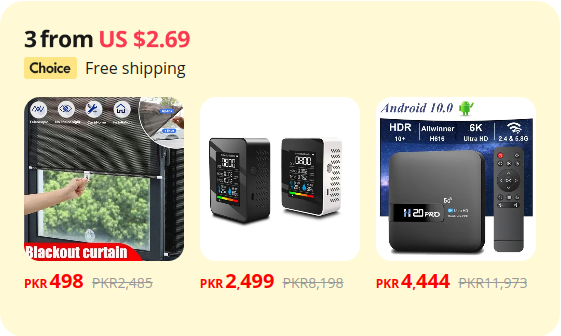 3 from US $2.69
Choice Free shipping
Blackout curtain
Android 10.0
HDR
10+
Allwinner
H616
6K
Ultra HD
2.4 & 5.8G
H20 PRO
PKR 498 PKR2,485
PKR 2,499 PKR8,198
PKR 4,444 PKR11,973